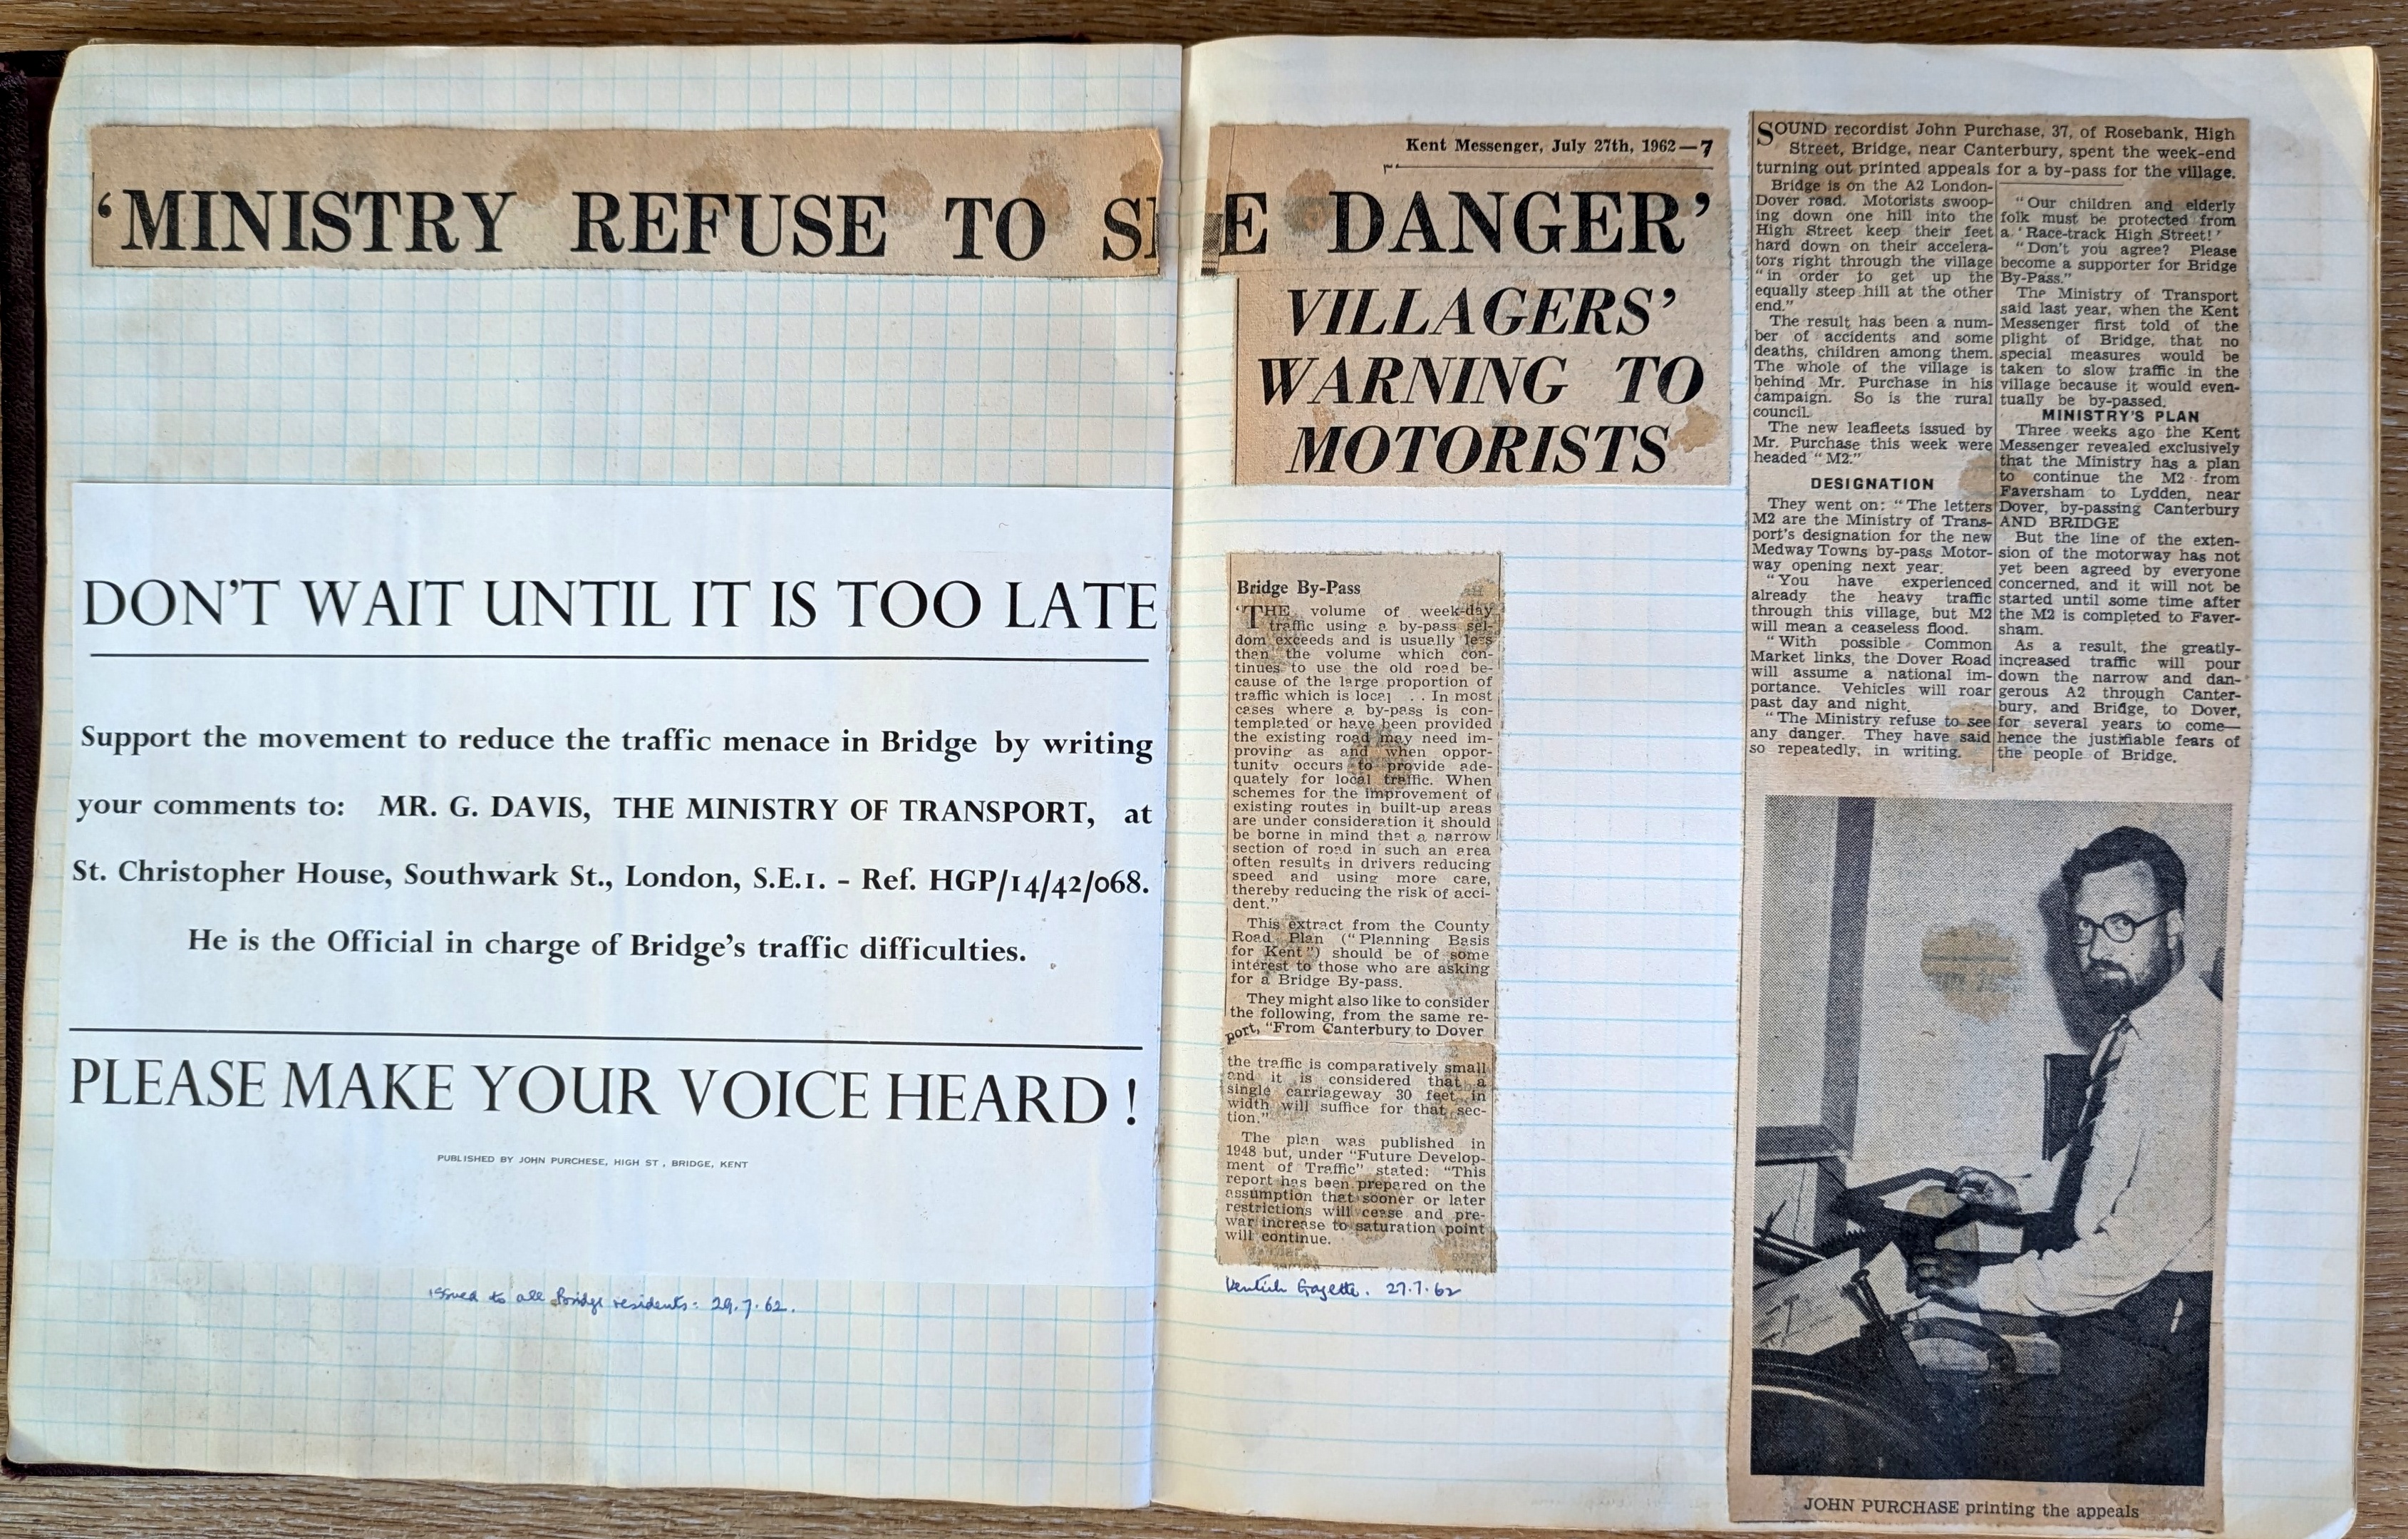 ‘MINISTRY REFUSE TO SEE DANGER’
DON'T WAIT UNTIL IT IS TOO LATE
Support the movement to reduce the traffic menace in Bridge by writing
your comments to: MR. G. DAVIS, THE MINISTRY OF TRANSPORT, at
St. Christopher House, Southwark St., London, S.E.1. - Ref. HGP/14/42/068.
He is the Official in charge of Bridge's traffic difficulties.
PLEASE MAKE YOUR VOICE HEARD !
PUBLISHED BY JOHN PURCHESE, HIGH ST , BRIDGE, KENT
issued to all Bridge residents: 29.7.62.
Kent Messenger, July 27th, 1962—7
VILLAGERS’
WARNING TO
MOTORISTS
Bridge By-Pass
‘THE volume of week-day
traffic using a by-pass sel-
dom exceeds and is usually less
than the volume which con-
tinues to use the old road be-
cause of the large proportion of
traffic which is local . . In most
cases where a by-pass is con-
templated or have been provided
the existing road may need im-
proving as and when oppor-
tunity occurs to provide ade-
quately for local traffic. When
schemes for the improvement of
existing routes in built-up areas
are under consideration it should
be borne in mind that a narrow
section of road in such an area
often results in drivers reducing
speed and using more care,
thereby reducing the risk of acci-
dent."
This extract from the County
Road Plan ("Planning Basis
for Kent") should be of some
interest to those who are asking
for a Bridge By-pass.
They might also like to consider
the following, from the same re-
port, "From Canterbury to Dover
the traffic is comparatively small
and it is considered that a
single carriageway 30 feet in
width will suffice for that sec-
tion."
The plan was published in
1948 but, under "Future Develop-
ment of Traffic" stated: "This
report has been prepared on the
assumption that sooner or later
restrictions will cease and pre-
war increase to saturation point
will continue.
Kentish Gazette. 27.7.62
SOUND recordist John Purchase, 37, of Rosebank, High
Street, Bridge, near Canterbury, spent the week-end
turning out printed appeals for a by-pass for the village.
Bridge is on the A2 London-
Dover road. Motorists swoop-
ing down one hill into the
High Street keep their feet
hard down on their accelera-
tors right through the village
"in order to get up the
equally steep hill at the other
end."
The result has been a num-
ber of accidents and some
deaths, children among them.
The whole of the village is
behind Mr. Purchase in his
campaign. So is the rural
council.
The new leafleets issued by
Mr. Purchase this week were
headed "M2."
DESIGNATION
They went on: "The letters
M2 are the Ministry of Trans-
port's designation for the new
Medway Towns by-pass Motor-
way opening next year.
"You have experienced
already the heavy traffic
through this village, but M2
will mean a ceaseless flood.
"With possible Common
Market links, the Dover Road
will assume a national im-
portance. Vehicles will roar
past day and night.
"The Ministry refuse to see
any danger. They have said
so repeatedly, in writing.
"Our children and elderly
folk must be protected from
a ‘Race-track High Street!’
"Don't you agree? Please
become a supporter for Bridge
By-Pass."
The Ministry of Transport
said last year, when the Kent
Messenger first told of the
plight of Bridge, that no
special measures would be
taken to slow traffic in the
village because it would even-
tually be by-passed.
MINISTRY'S PLAN
Three weeks ago the Kent
Messenger revealed exclusively
that the Ministry has a plan
to continue the M2 from
Faversham to Lydden, near
Dover, by-passing Canterbury
AND BRIDGE
But the line of the exten-
sion of the motorway has not
yet been agreed by everyone
concerned, and it will not be
started until some time after
the M2 is completed to Faver-
sham.
As a result, the greatly-
increased traffic will pour
down the narrow and dan-
gerous A2 through Canter-
bury, and Bridge, to Dover,
for several years to come—
hence the justifiable fears of
the people of Bridge.
JOHN PURCHASE printing the appeals